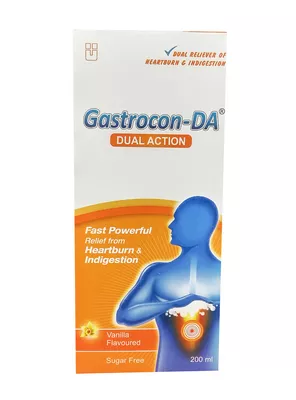 DUAL RELIEVER OF
HEARTBURN & INDIGESTION
Gastrocon-DA®
DUAL ACTION
Fast Powerful
Relief from
Heartburn &
Indigestion
Vanilla
Flavoured
Sugar Free
200 ml